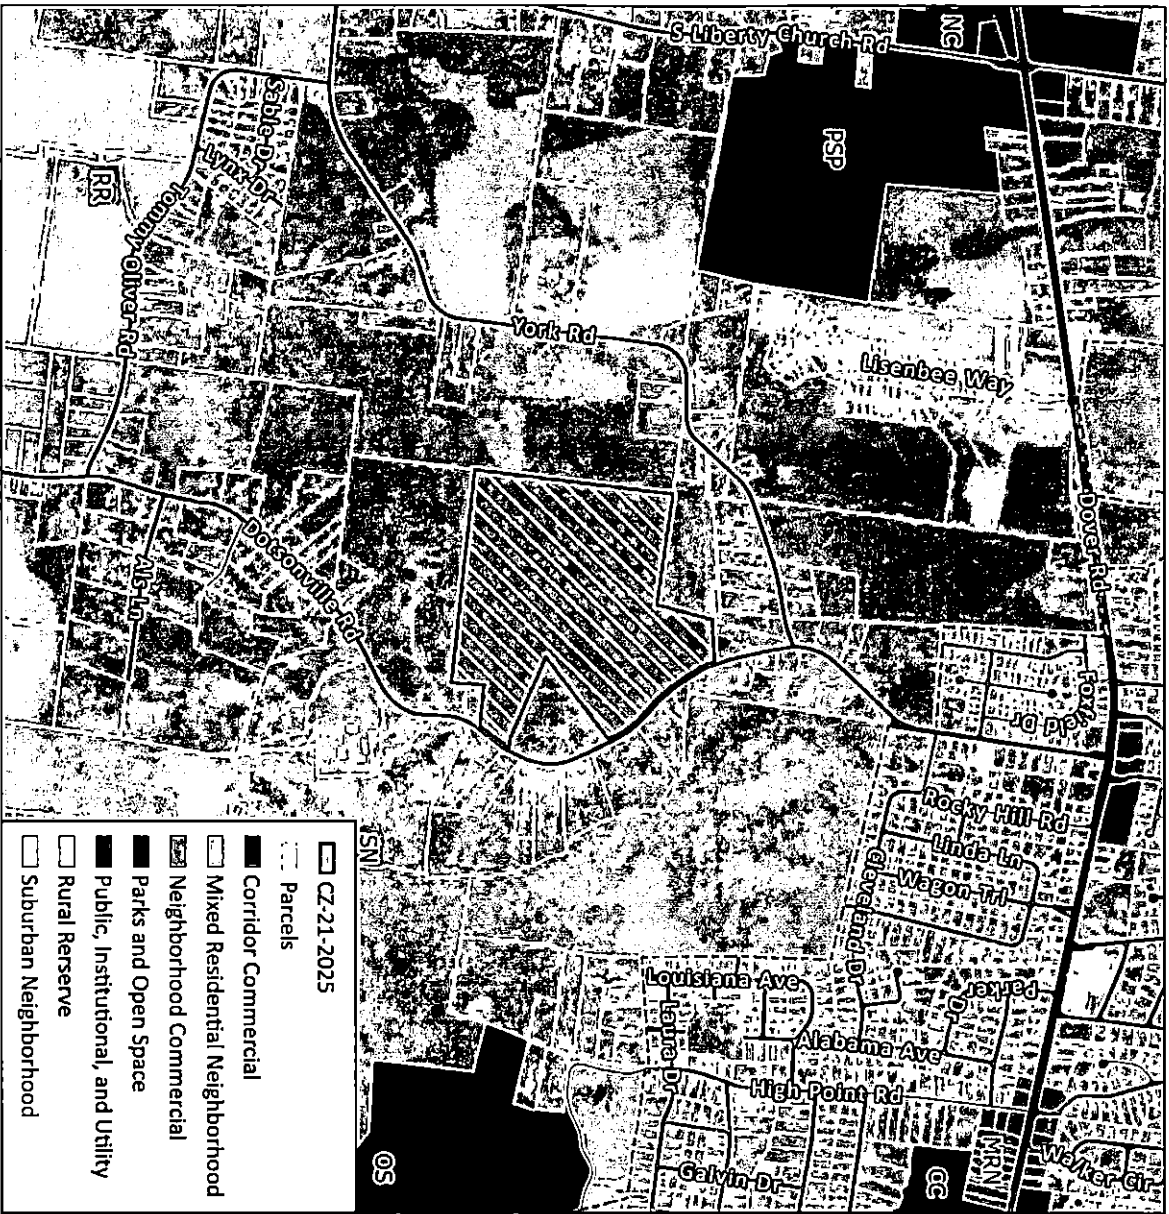 S Liberty Church Rd
NC
PSP
Sable Dr
Lynx Dr
RR
Tommy Oliver Rd
York Rd
Lisenbee Way
Dover Rd
Dotsonville Rd
Als Ln
Foxfield Dr
Rocky Hill Rd
Linda Ln
Wagon Trl
Cleveland Dr
Parker Dr
Louisiana Ave
Laura Dr
Alabama Ave
High Point Rd
Galvin Dr
Walker Cir
MRN
CC
OS
SN
CZ-21-2025
Parcels
Corridor Commercial
Mixed Residential Neighborhood
Neighborhood Commercial
Parks and Open Space
Public, Institutional, and Utility
Rural Rerserve
Suburban Neighborhood